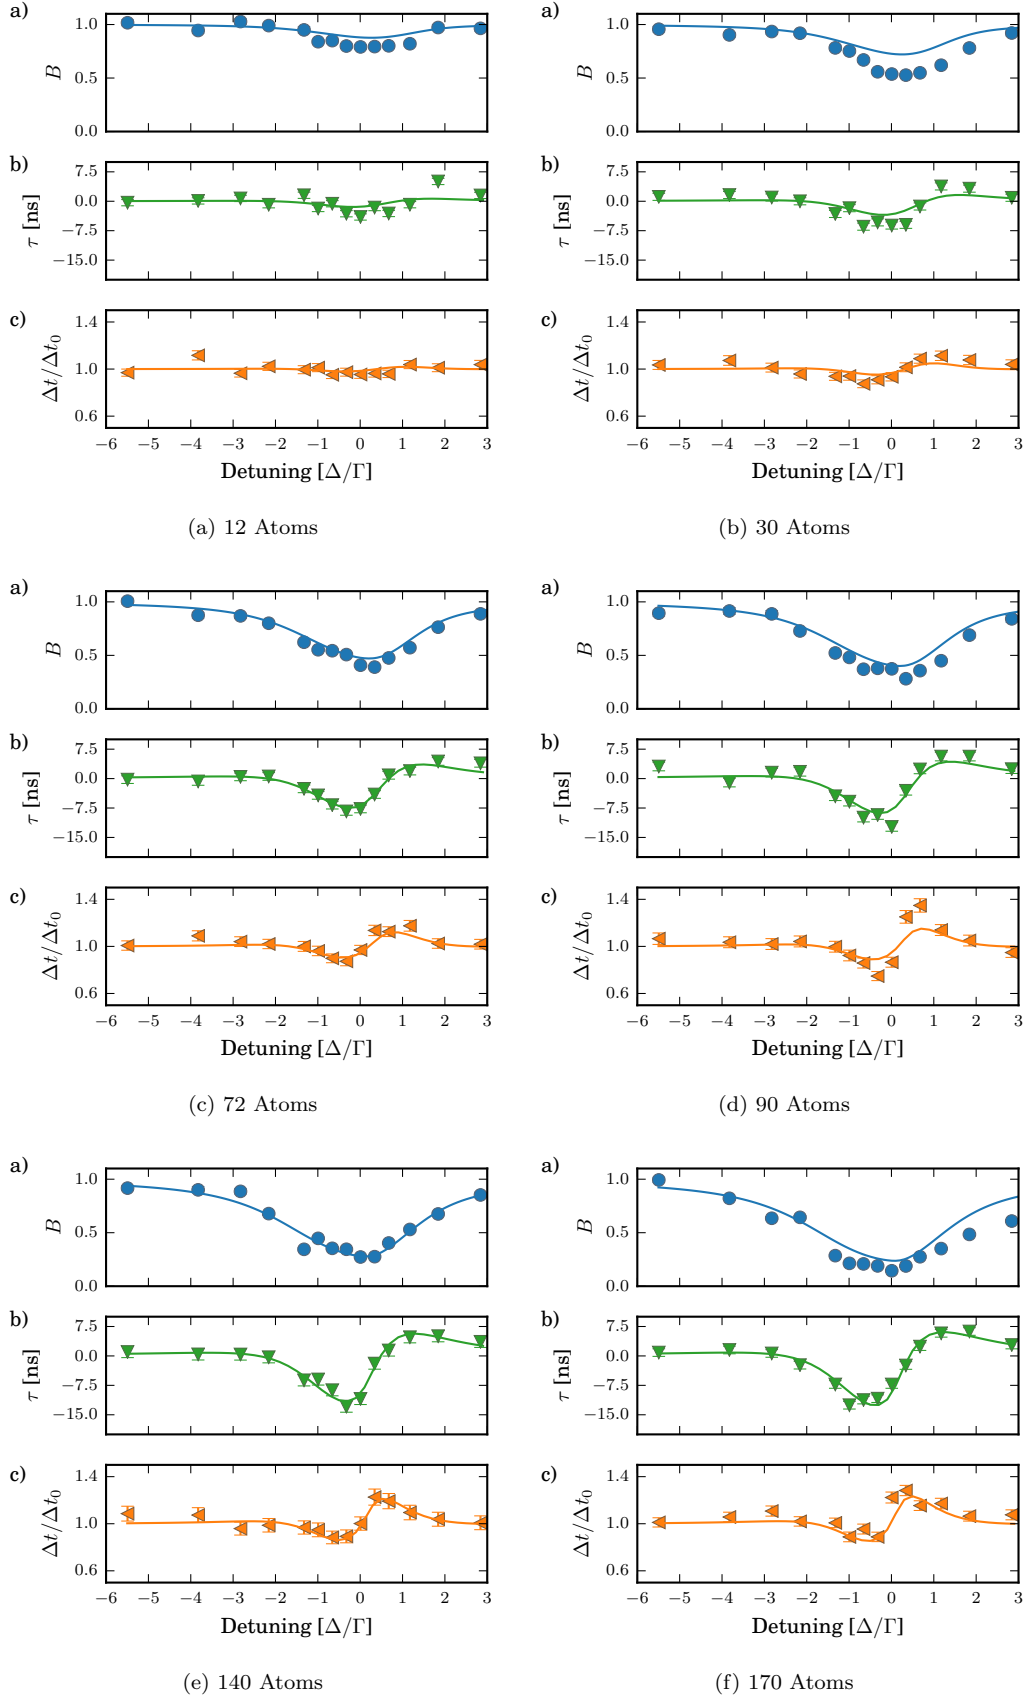 a)
1.0
0.5
0.0
B
b)
7.5
0.0
−7.5
−15.0
τ [ns]
c)
1.4
1.0
0.6
Δt/Δt₀
−6 −5 −4 −3 −2 −1 0 1 2 3
Detuning [Δ/Γ]
(a) 12 Atoms
a)
1.0
0.5
0.0
B
b)
7.5
0.0
−7.5
−15.0
τ [ns]
c)
1.4
1.0
0.6
Δt/Δt₀
−6 −5 −4 −3 −2 −1 0 1 2 3
Detuning [Δ/Γ]
(b) 30 Atoms
a)
1.0
0.5
0.0
B
b)
7.5
0.0
−7.5
−15.0
τ [ns]
c)
1.4
1.0
0.6
Δt/Δt₀
−6 −5 −4 −3 −2 −1 0 1 2 3
Detuning [Δ/Γ]
(c) 72 Atoms
a)
1.0
0.5
0.0
B
b)
7.5
0.0
−7.5
−15.0
τ [ns]
c)
1.4
1.0
0.6
Δt/Δt₀
−6 −5 −4 −3 −2 −1 0 1 2 3
Detuning [Δ/Γ]
(d) 90 Atoms
a)
1.0
0.5
0.0
B
b)
7.5
0.0
−7.5
−15.0
τ [ns]
c)
1.4
1.0
0.6
Δt/Δt₀
−6 −5 −4 −3 −2 −1 0 1 2 3
Detuning [Δ/Γ]
(e) 140 Atoms
a)
1.0
0.5
0.0
B
b)
7.5
0.0
−7.5
−15.0
τ [ns]
c)
1.4
1.0
0.6
Δt/Δt₀
−6 −5 −4 −3 −2 −1 0 1 2 3
Detuning [Δ/Γ]
(f) 170 Atoms